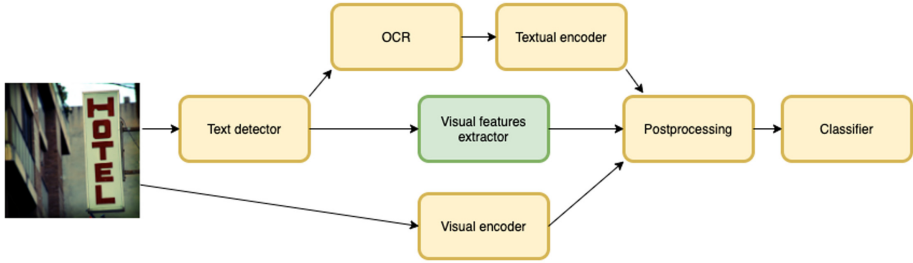 OCR
Textual encoder
HOTEL
Text detector
Visual features
extractor
Postprocessing
Classifier
Visual encoder